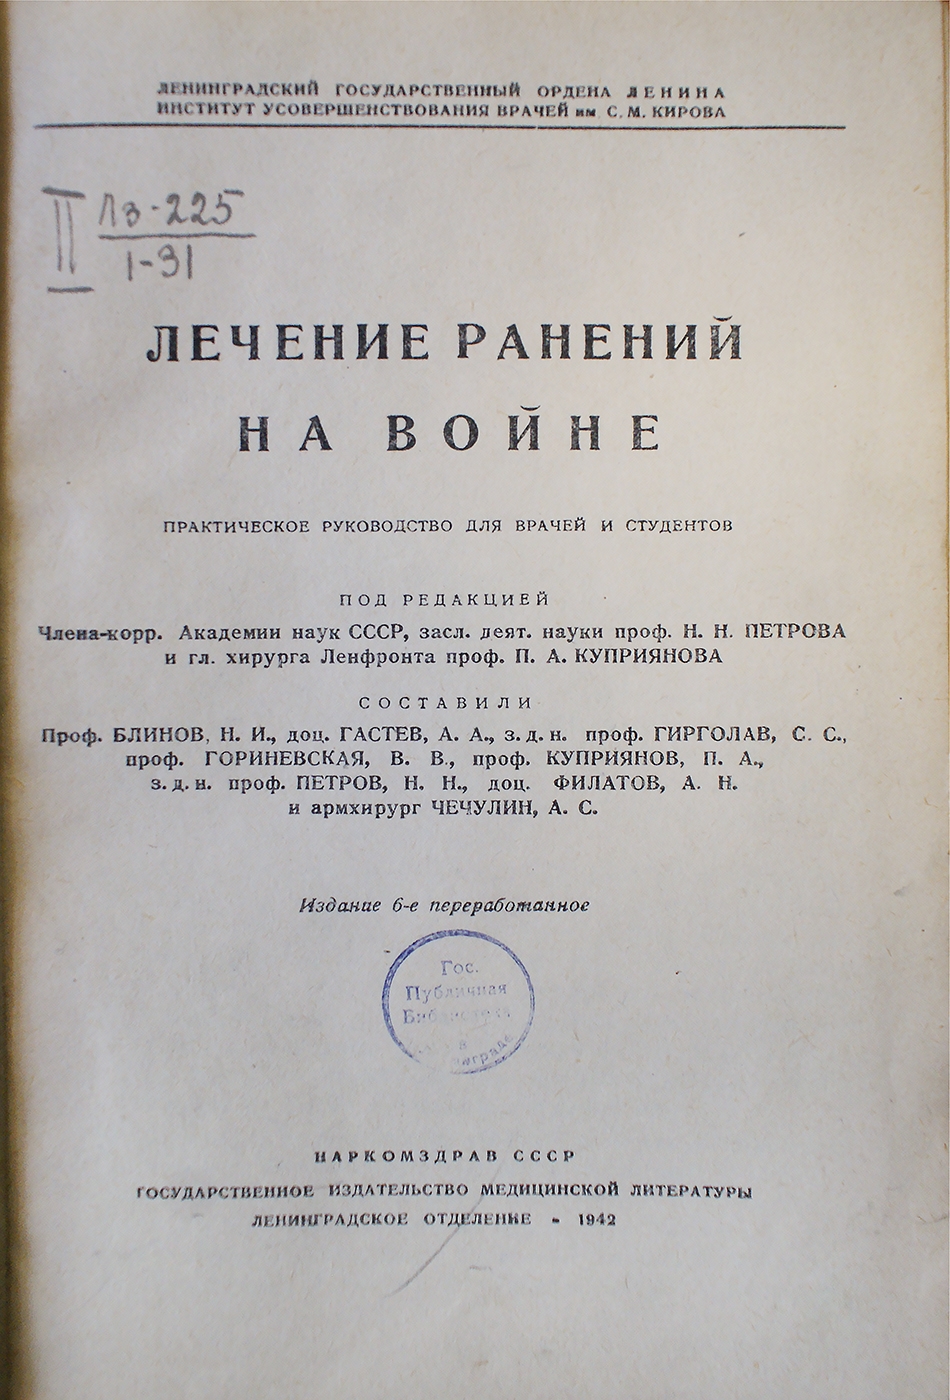 ЛЕНИНГРАДСКИЙ ГОСУДАРСТВЕННЫЙ ОРДЕНА ЛЕНИНА
ИНСТИТУТ УСОВЕРШЕНСТВОВАНИЯ ВРАЧЕЙ им С. М. КИРОВА
II Лз-225
1-31
ЛЕЧЕНИЕ РАНЕНИЙ
НА ВОЙНЕ
ПРАКТИЧЕСКОЕ РУКОВОДСТВО ДЛЯ ВРАЧЕЙ И СТУДЕНТОВ
ПОД РЕДАКЦИЕЙ
Члена-корр. Академии наук СССР, засл. деят. науки проф. Н. Н. ПЕТРОВА
и гл. хирурга Ленфронта проф. П. А. КУПРИЯНОВА
СОСТАВИЛИ
Проф. БЛИНОВ, Н. И., доц. ГАСТЕВ, А. А., з. д. н. проф. ГИРГОЛАВ, С. С.,
проф. ГОРИНЕВСКАЯ, В. В., проф. КУПРИЯНОВ, П. А.,
з. д. н. проф. ПЕТРОВ, Н. Н., доц. ФИЛАТОВ, А. Н.
и армхирург ЧЕЧУЛИН, А. С.
Издание 6-е переработанное
Гос.
Публичная
Библиотека
в
НАРКОМЗДРАВ СССР
ГОСУДАРСТВЕННОЕ ИЗДАТЕЛЬСТВО МЕДИЦИНСКОЙ ЛИТЕРАТУРЫ
ЛЕНИНГРАДСКОЕ ОТДЕЛЕНИЕ - 1942